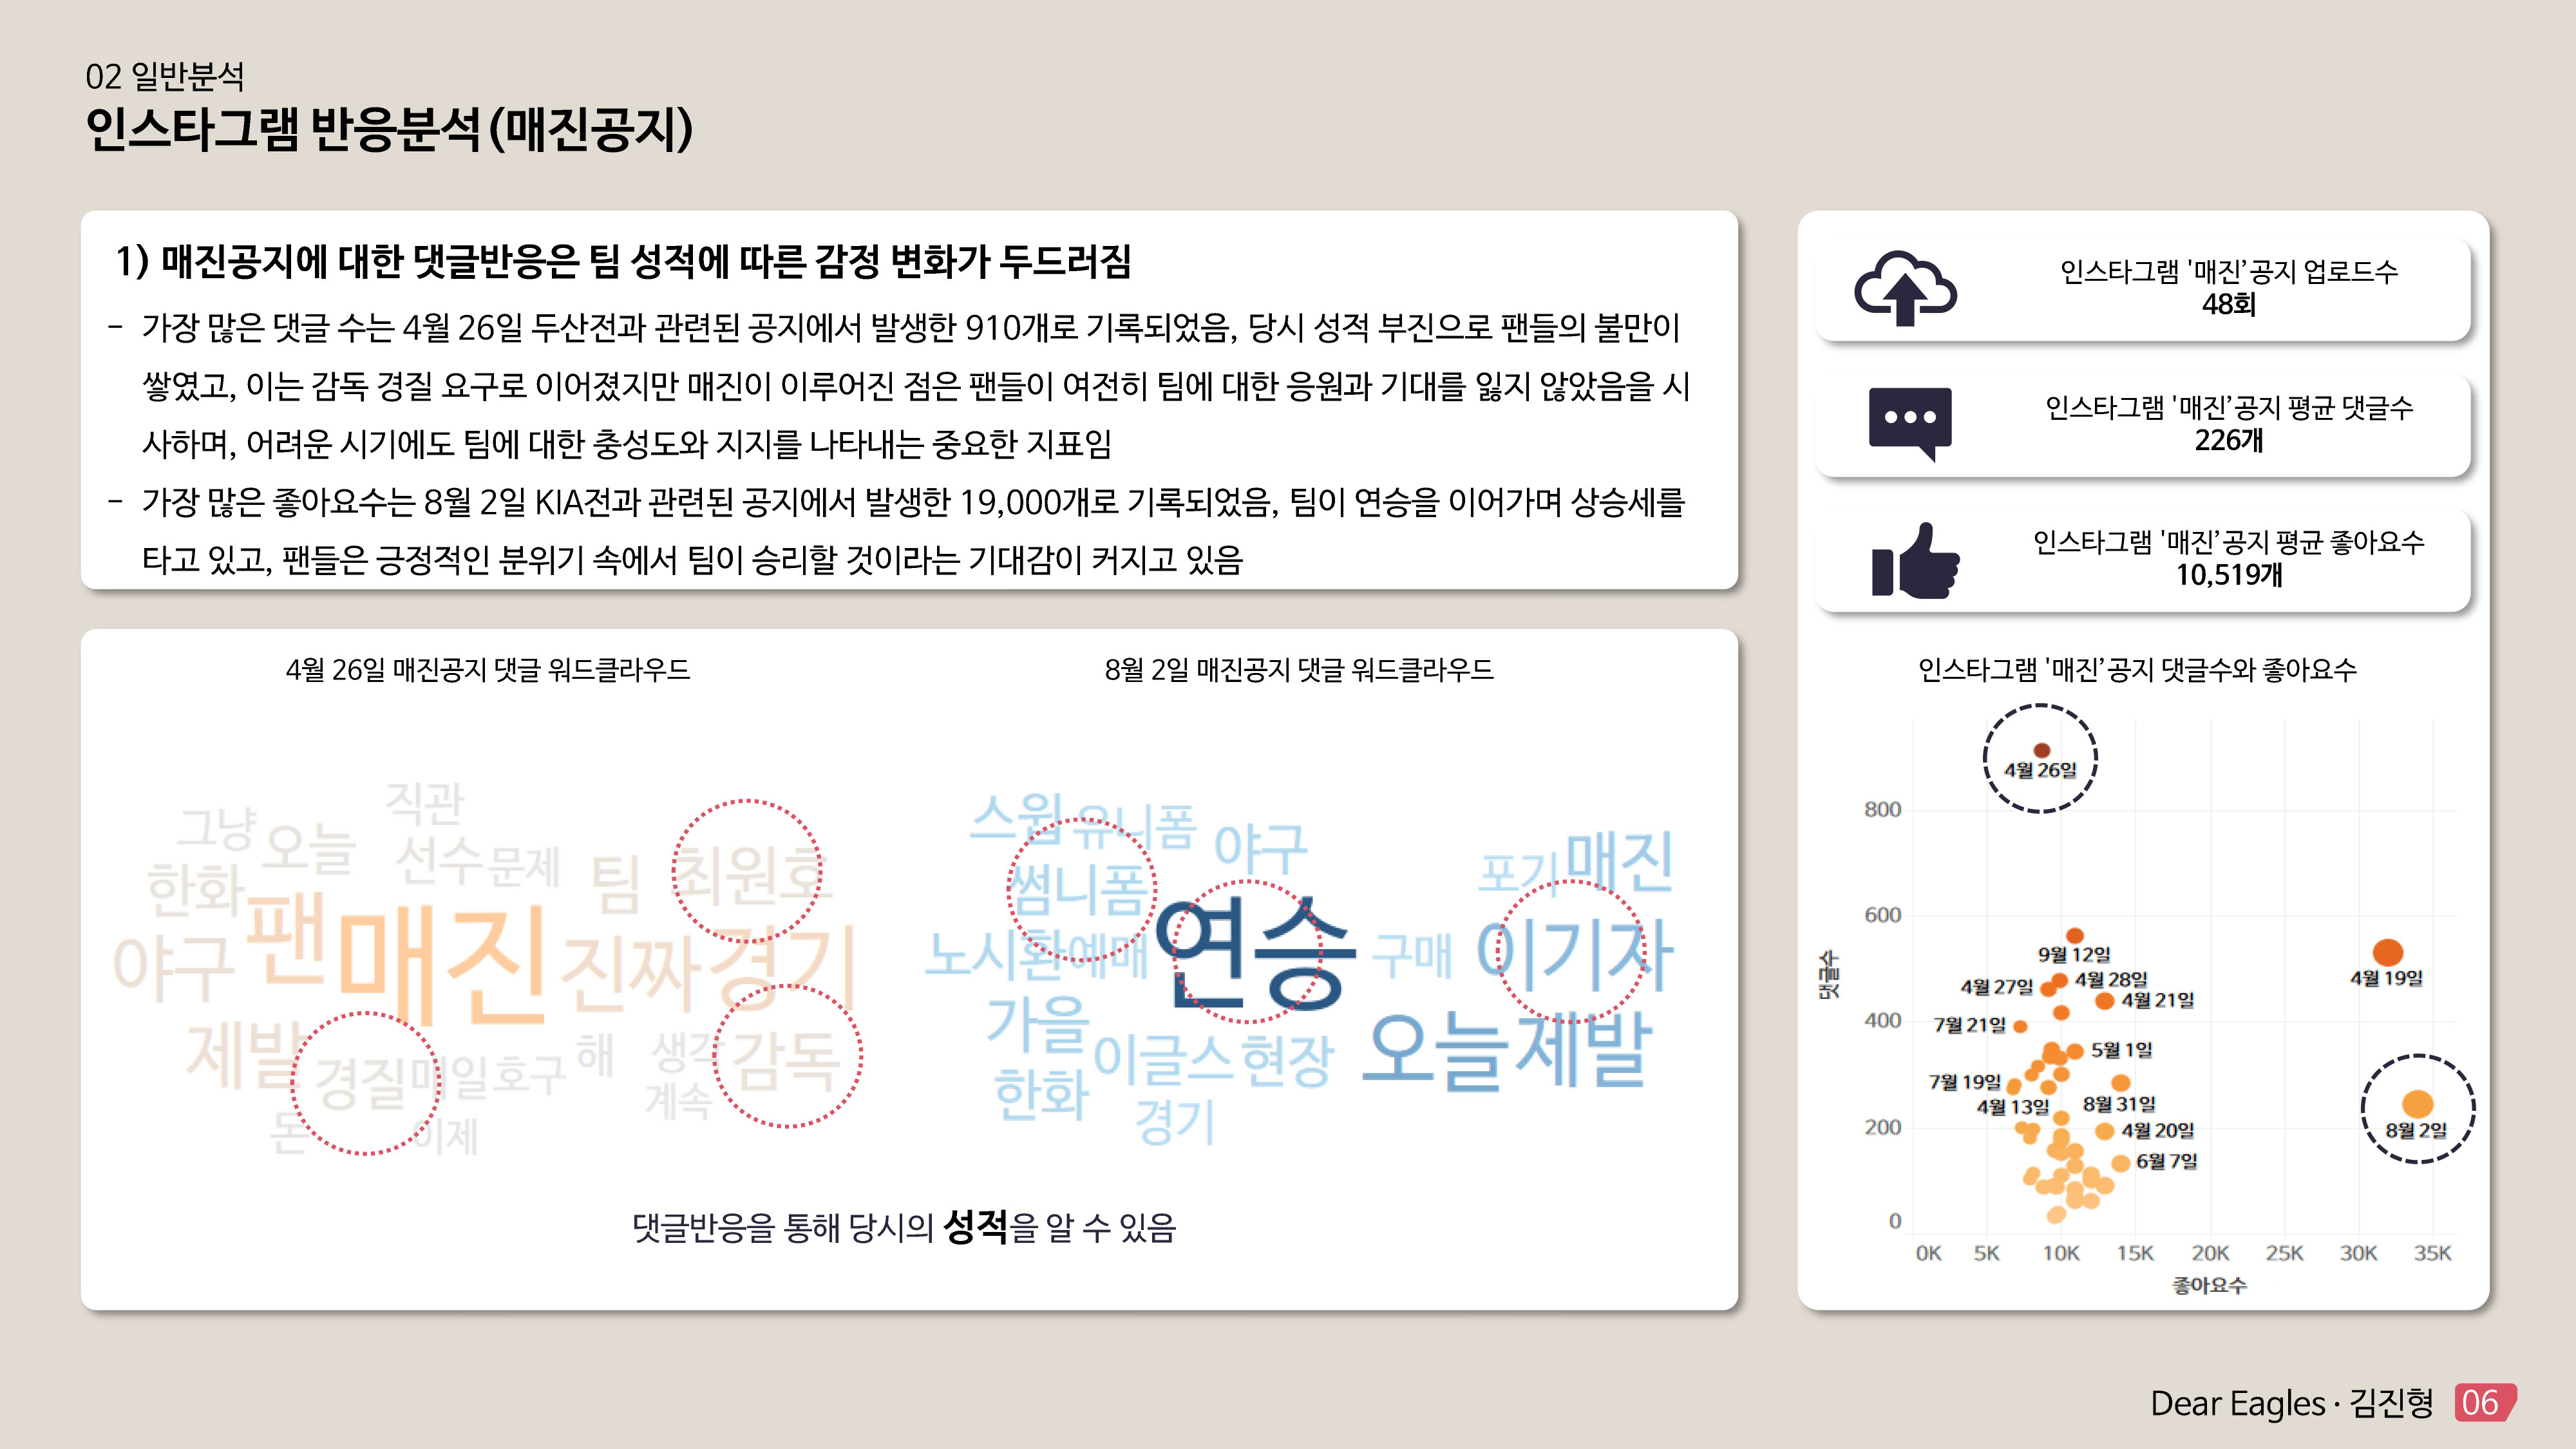 02 일반분석
인스타그램 반응분석(매진공지)
1) 매진공지에 대한 댓글반응은 팀 성적에 따른 감정 변화가 두드러짐
- 가장 많은 댓글 수는 4월 26일 두산전과 관련된 공지에서 발생한 910개로 기록되었음, 당시 성적 부진으로 팬들의 불만이
쌓였고, 이는 감독 경질 요구로 이어졌지만 매진이 이루어진 점은 팬들이 여전히 팀에 대한 응원과 기대를 잃지 않았음을 시
사하며, 어려운 시기에도 팀에 대한 충성도와 지지를 나타내는 중요한 지표임
- 가장 많은 좋아요수는 8월 2일 KIA전과 관련된 공지에서 발생한 19,000개로 기록되었음, 팀이 연승을 이어가며 상승세를
타고 있고, 팬들은 긍정적인 분위기 속에서 팀이 승리할 것이라는 기대감이 커지고 있음
4월 26일 매진공지 댓글 워드클라우드
직관
그냥 오늘 선수 문제 팀 최원호
한화 팬 매진 진짜 경기
야구
제발 경질 매일 호구 해 생각 감독
계속
돈 이제
8월 2일 매진공지 댓글 워드클라우드
스윕 유니폼 야구 포기 매진
썸니폼
노시환 예매 연승 구매 이기자
가을 이글스 현장 오늘 제발
한화
경기
댓글반응을 통해 당시의 성적을 알 수 있음
인스타그램 '매진’공지 업로드수
48회
인스타그램 '매진’공지 평균 댓글수
226개
인스타그램 '매진’공지 평균 좋아요수
10,519개
인스타그램 '매진’공지 댓글수와 좋아요수
댓글수
800
600
400
200
0
4월 26일
9월 12일
4월 19일
4월 27일
4월 28일
4월 21일
7월 21일
5월 1일
7월 19일
4월 13일
8월 31일
4월 20일
8월 2일
6월 7일
0K 5K 10K 15K 20K 25K 30K 35K
좋아요수
Dear Eagles · 김진형 06